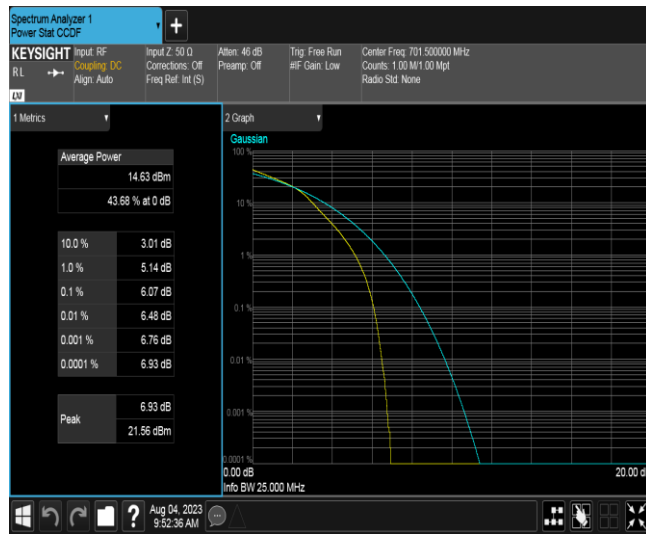 Spectrum Analyzer 1
Power Stat CCDF
+
KEYSIGHT
RL
LXI
Input: RF
Coupling: DC
Align: Auto
Input Z: 50 Ω
Corrections: Off
Freq Ref: Int (S)
Atten: 46 dB
Preamp: Off
Trig: Free Run
#IF Gain: Low
Center Freq: 701.500000 MHz
Counts: 1.00 M/1.00 Mpt
Radio Std: None
1 Metrics
Average Power
14.63 dBm
43.68 % at 0 dB
10.0 % 3.01 dB
1.0 % 5.14 dB
0.1 % 6.07 dB
0.01 % 6.48 dB
0.001 % 6.76 dB
0.0001 % 6.93 dB
Peak
6.93 dB
21.56 dBm
2 Graph
Gaussian
100 %
10 %
1 %
0.1 %
0.01 %
0.001 %
0.0001 %
0.00 dB
20.00 d
Info BW 25.000 MHz
?
Aug 04, 2023
9:52:36 AM